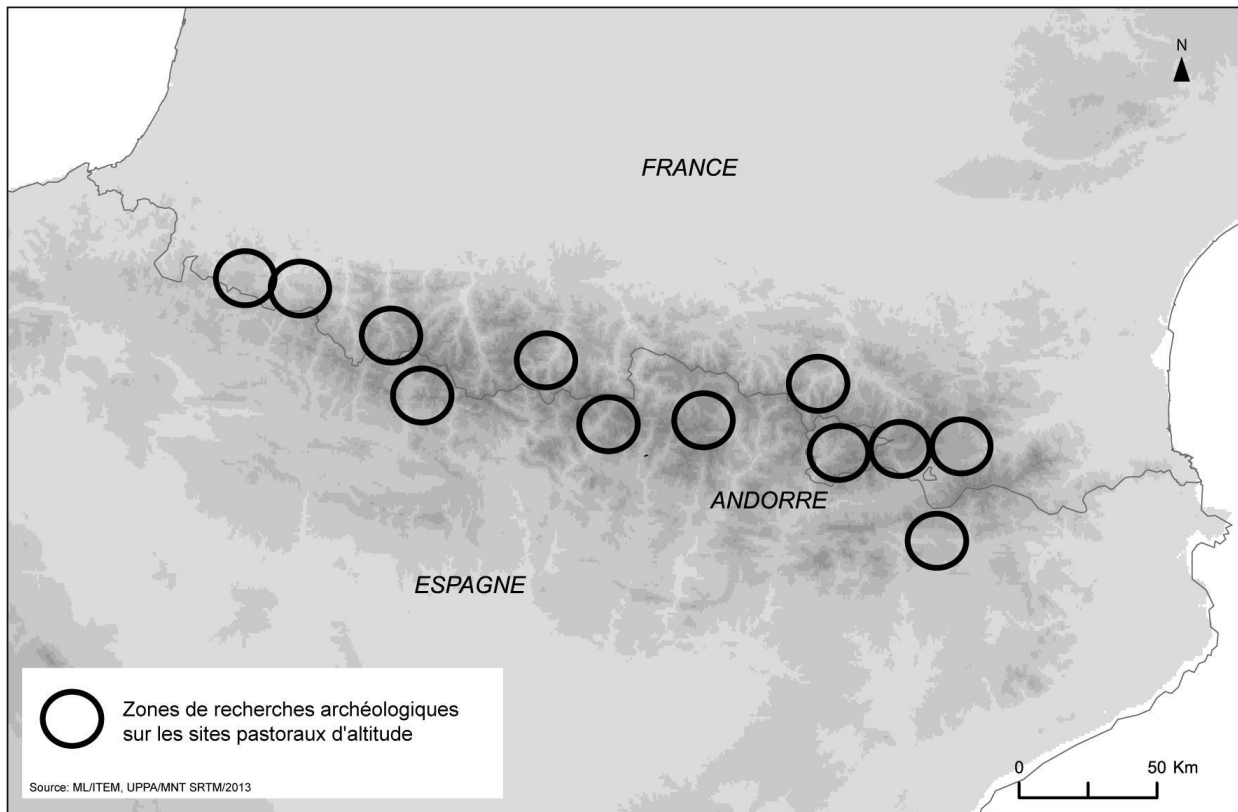 N
FRANCE
ANDORRE
ESPAGNE
Zones de recherches archéologiques
sur les sites pastoraux d'altitude
Source: ML/ITEM, UPPA/MNT SRTM/2013
0 50 Km